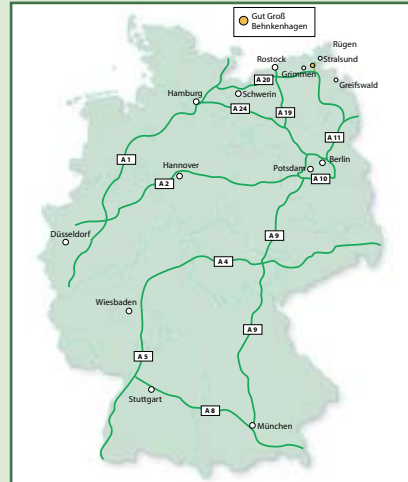 Gut Groß
Behnkenhagen
Rügen
Rostock
Stralsund
Grimmen
A 20
Greifswald
Schwerin
Hamburg
A 24
A 19
A 11
A 1
Hannover
Berlin
Potsdam
A 2
A 10
Düsseldorf
A 9
A 4
Wiesbaden
A 9
A 5
Stuttgart
A 8
München